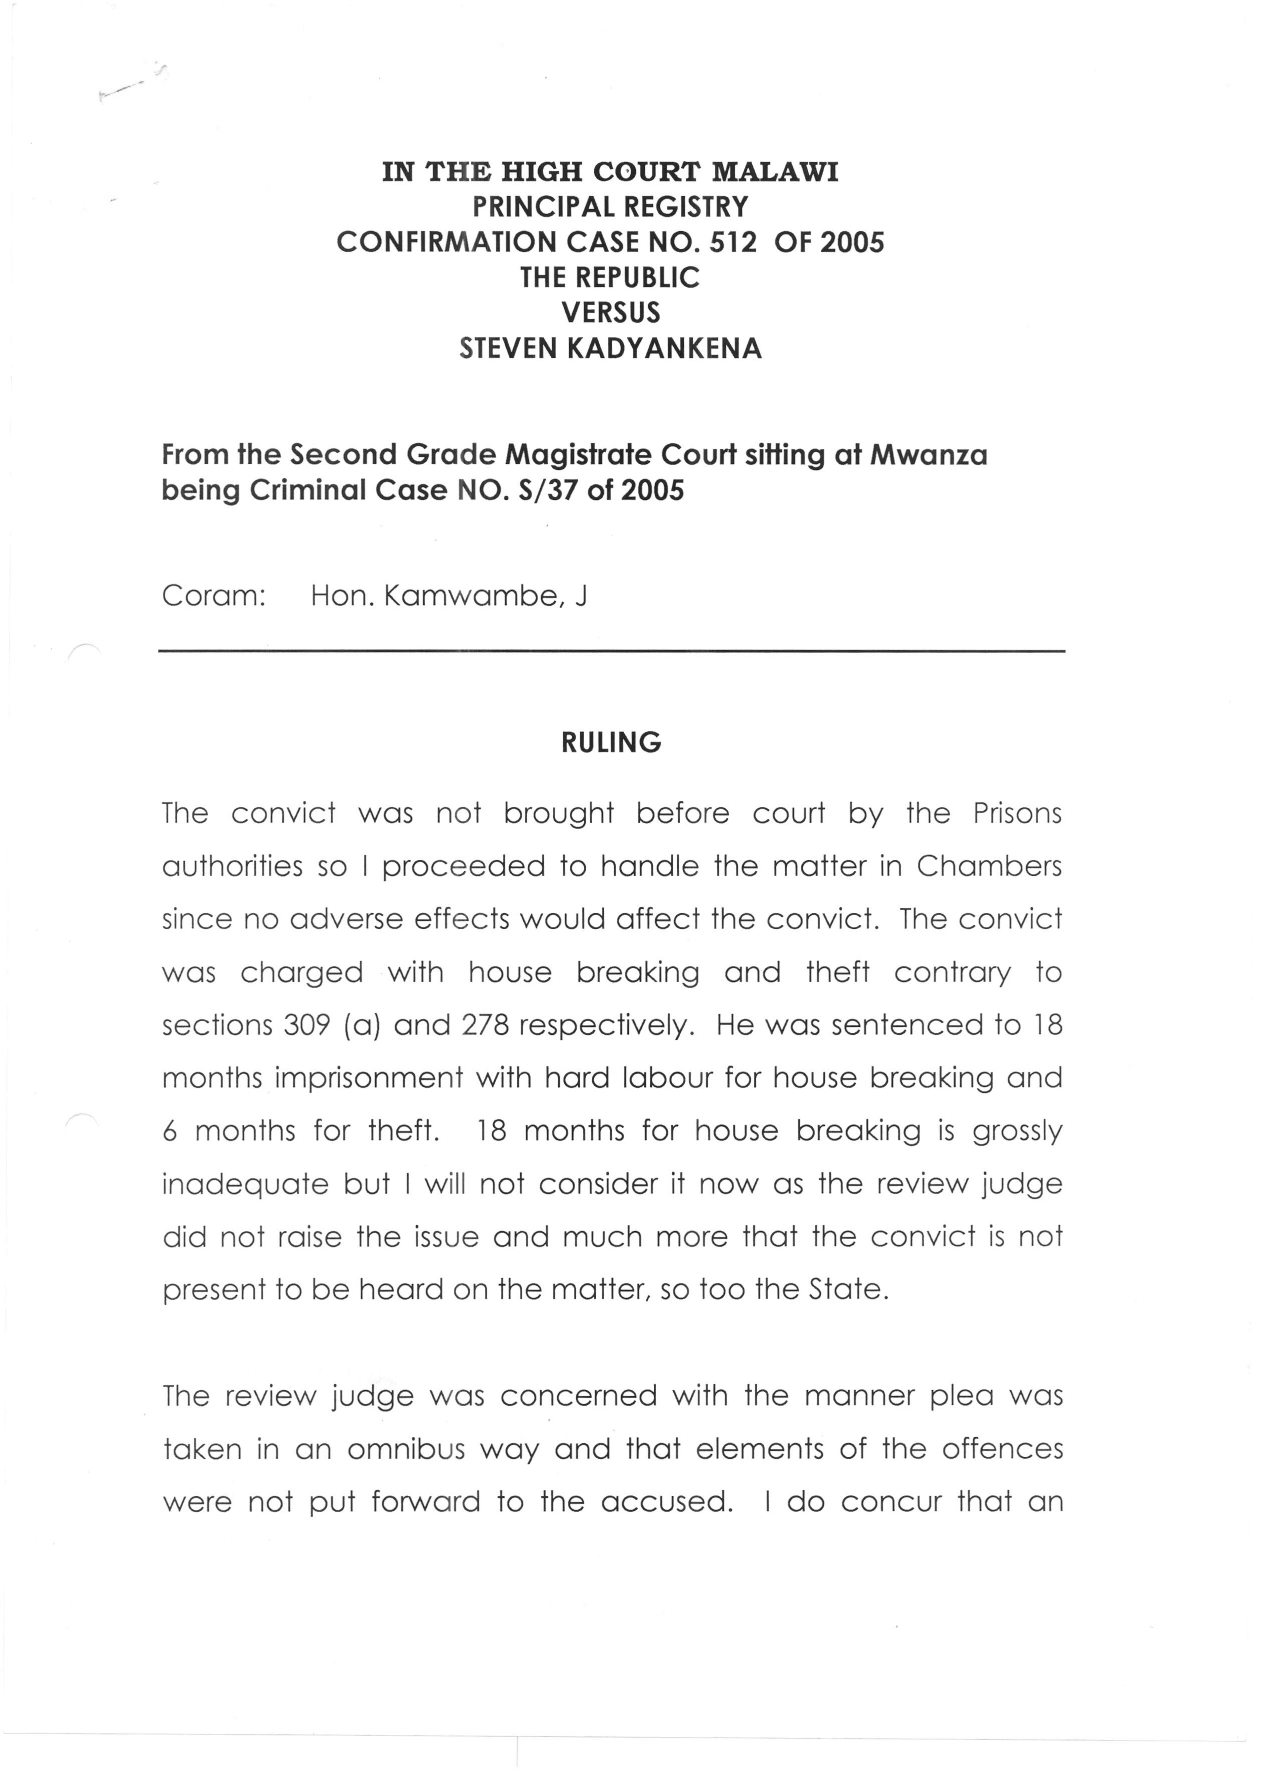 IN THE HIGH COURT MALAWI
PRINCIPAL REGISTRY
CONFIRMATION CASE NO. 512 OF 2005
THE REPUBLIC
VERSUS
STEVEN KADYANKENA
From the Second Grade Magistrate Court sitting at Mwanza
being Criminal Case NO. S/37 of 2005
Coram: Hon. Kamwambe, J
RULING
The convict was not brought before court by the Prisons
authorities so I proceeded to handle the matter in Chambers
since no adverse effects would affect the convict. The convict
was charged with house breaking and theft contrary to
sections 309 (a) and 278 respectively. He was sentenced to 18
months imprisonment with hard labour for house breaking and
6 months for theft. 18 months for house breaking is grossly
inadequate but I will not consider it now as the review judge
did not raise the issue and much more that the convict is not
present to be heard on the matter, so too the State.
The review judge was concerned with the manner plea was
taken in an omnibus way and that elements of the offences
were not put forward to the accused. I do concur that an